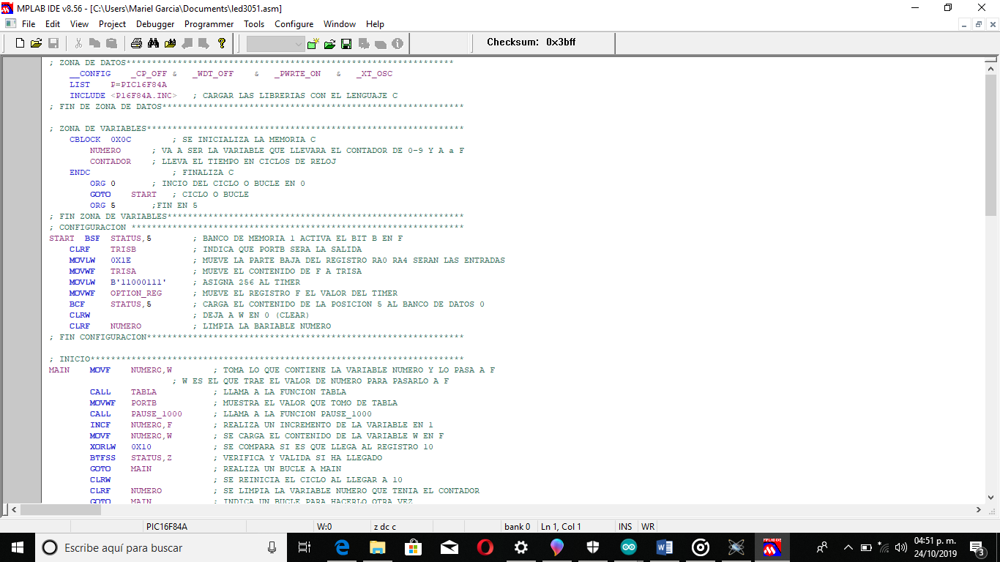 MPLAB IDE v8.56 - [C:\Users\Mariel Garcia\Documents\led3051.asm]
File Edit View Project Debugger Programmer Tools Configure Window Help
Checksum: 0x3bff
; ZONA DE DATOS****************************************************************
__CONFIG _CP_OFF & _WDT_OFF & _PWRTE_ON & _XT_OSC
LIST P=PIC16F84A
INCLUDE <P16F84A.INC> ; CARGAR LAS LIBRERIAS CON EL LENGUAJE C
; FIN DE ZONA DE DATOS***********************************************************
; ZONA DE VARIABLES**************************************************************
CBLOCK 0X0C ; SE INICIALIZA LA MEMORIA C
NUMERO ; VA A SER LA VARIABLE QUE LLEVARA EL CONTADOR DE 0-9 Y A a F
CONTADOR ; LLEVA EL TIEMPO EN CICLOS DE RELOJ
ENDC ; FINALIZA C
ORG 0 ; INCIO DEL CICLO O BUCLE EN 0
GOTO START ; CICLO O BUCLE
ORG 5 ;FIN EN 5
; FIN ZONA DE VARIABLES**********************************************************
; CONFIGURACION *****************************************************************
START BSF STATUS,5 ; BANCO DE MEMORIA 1 ACTIVA EL BIT B EN F
CLRF TRISB ; INDICA QUE PORTB SERA LA SALIDA
MOVLW 0X1E ; MUEVE LA PARTE BAJA DEL REGISTRO RA0 RA4 SERAN LAS ENTRADAS
MOVWF TRISA ; MUEVE EL CONTENIDO DE F A TRISA
MOVLW B'11000111' ; ASIGNA 256 AL TIMER
MOVWF OPTION_REG ; MUEVE EL REGISTRO F EL VALOR DEL TIMER
BCF STATUS,5 ; CARGA EL CONTENIDO DE LA POSICION 5 AL BANCO DE DATOS 0
CLRW ; DEJA A W EN 0 (CLEAR)
CLRF NUMERO ; LIMPIA LA BARIABLE NUMERO
; FIN CONFIGURACION**************************************************************
; INICIO*************************************************************************
MAIN MOVF NUMERO,W ; TOMA LO QUE CONTIENE LA VARIABLE NUMERO Y LO PASA A F
; W ES EL QUE TRAE EL VALOR DE NUMERO PARA PASARLO A F
CALL TABLA ; LLAMA A LA FUNCION TABLA
MOVWF PORTB ; MUESTRA EL VALOR QUE TOMO DE TABLA
CALL PAUSE_1000 ; LLAMA A LA FUNCION PAUSE_1000
INCF NUMERO,F ; REALIZA UN INCREMENTO DE LA VARIABLE EN 1
MOVF NUMERO,W ; SE CARGA EL CONTENIDO DE LA VARIABLE W EN F
XORLW 0X10 ; SE COMPARA SI ES QUE LLEGA AL REGISTRO 10
BTFSS STATUS,Z ; VERIFICA Y VALIDA SI HA LLEGADO
GOTO MAIN ; REALIZA UN BUCLE A MAIN
CLRW ; SE REINICIA EL CICLO AL LLEGAR A 10
CLRF NUMERO ; SE LIMPIA LA VARIABLE NUMERO QUE TENIA EL CONTADOR
GOTO MAIN ; INDICA UN BUCLE PARA HACERLO OTRA VEZ
PIC16F84A W:0 z dc c bank 0 Ln 1, Col 1 INS WR
Escribe aquí para buscar
04:51 p. m.
24/10/2019
3